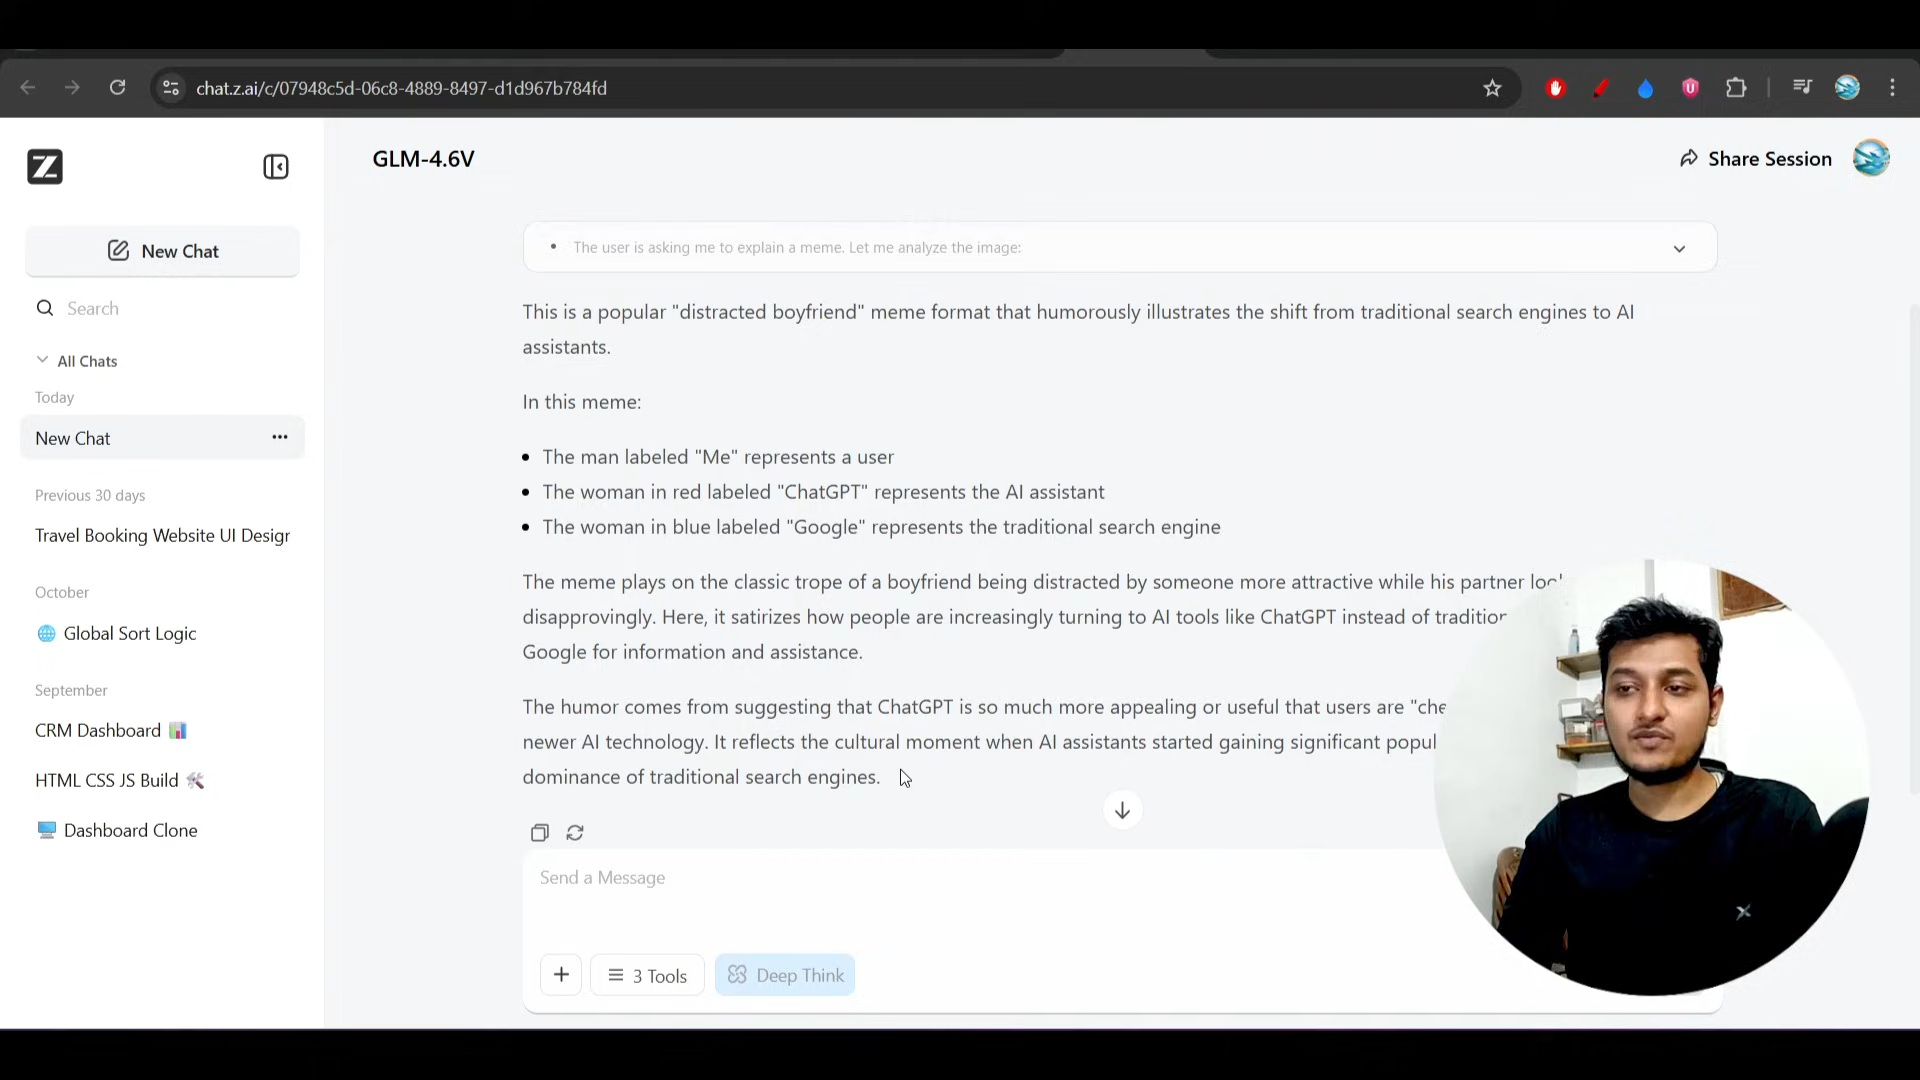 chat.z.ai/c/07948c5d-06c8-4889-8497-d1d967b784fd
Z
GLM-4.6V
Share Session
New Chat
Search
All Chats
Today
New Chat
Previous 30 days
Travel Booking Website UI Desigr
October
Global Sort Logic
September
CRM Dashboard
HTML CSS JS Build
Dashboard Clone
The user is asking me to explain a meme. Let me analyze the image:
This is a popular "distracted boyfriend" meme format that humorously illustrates the shift from traditional search engines to AI
assistants.
In this meme:
• The man labeled "Me" represents a user
• The woman in red labeled "ChatGPT" represents the AI assistant
• The woman in blue labeled "Google" represents the traditional search engine
The meme plays on the classic trope of a boyfriend being distracted by someone more attractive while his partner
disapprovingly. Here, it satirizes how people are increasingly turning to AI tools like ChatGPT instead of
Google for information and assistance.
The humor comes from suggesting that ChatGPT is so much more appealing or useful that users are
newer AI technology. It reflects the cultural moment when AI assistants started gaining significant
dominance of traditional search engines.
Send a Message
3 Tools
Deep Think